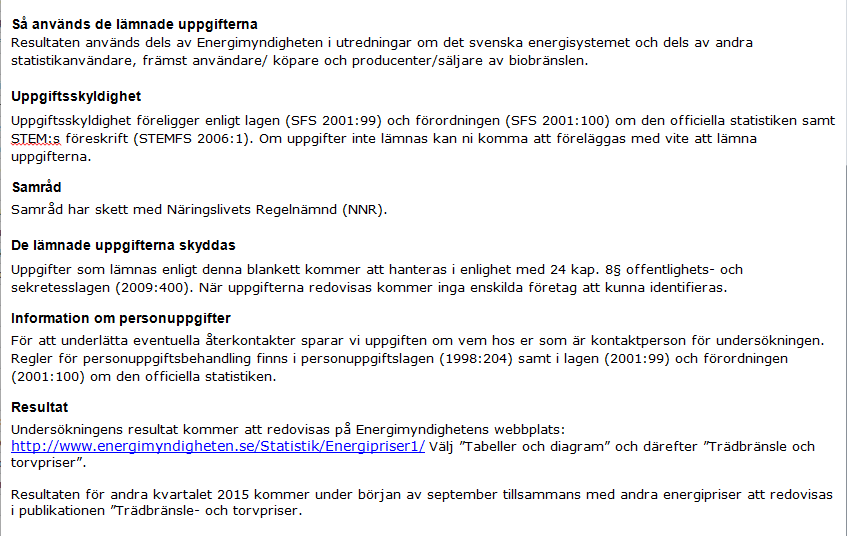 Så används de lämnade uppgifterna
Resultaten används dels av Energimyndigheten i utredningar om det svenska energisystemet och dels av andra
statistikanvändare, främst användare/ köpare och producenter/säljare av biobränslen.
Uppgiftsskyldighet
Uppgiftsskyldighet föreligger enligt lagen (SFS 2001:99) och förordningen (SFS 2001:100) om den officiella statistiken samt
STEM:s föreskrift (STEMFS 2006:1). Om uppgifter inte lämnas kan ni komma att föreläggas med vite att lämna
uppgifterna.
Samråd
Samråd har skett med Näringslivets Regelnämnd (NNR).
De lämnade uppgifterna skyddas
Uppgifter som lämnas enligt denna blankett kommer att hanteras i enlighet med 24 kap. 8§ offentlighets- och
sekretesslagen (2009:400). När uppgifterna redovisas kommer inga enskilda företag att kunna identifieras.
Information om personuppgifter
För att underlätta eventuella återkontakter sparar vi uppgiften om vem hos er som är kontaktperson för undersökningen.
Regler för personuppgiftsbehandling finns i personuppgiftslagen (1998:204) samt i lagen (2001:99) och förordningen
(2001:100) om den officiella statistiken.
Resultat
Undersökningens resultat kommer att redovisas på Energimyndighetens webbplats:
http://www.energimyndigheten.se/Statistik/Energipriser1/ Välj ”Tabeller och diagram” och därefter ”Trädbränsle och
torvpriser”.
Resultaten för andra kvartalet 2015 kommer under början av september tillsammans med andra energipriser att redovisas
i publikationen ”Trädbränsle- och torvpriser.